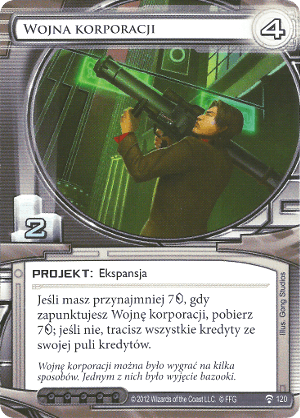 WOJNA KORPORACJI
4
2
PROJEKT: Ekspansja
Jeśli masz przynajmniej 7, gdy
zapunktujesz Wojnę korporacji, pobierz
7; jeśli nie, tracisz wszystkie kredyty ze
swojej puli kredytów.
Wojnę korporacji można było wygrać na kilka
sposobów. Jednym z nich było wyjęcie bazooki.
Illus. Gong Studios
© 2012 Wizards of the Coast LLC. © FFG
120